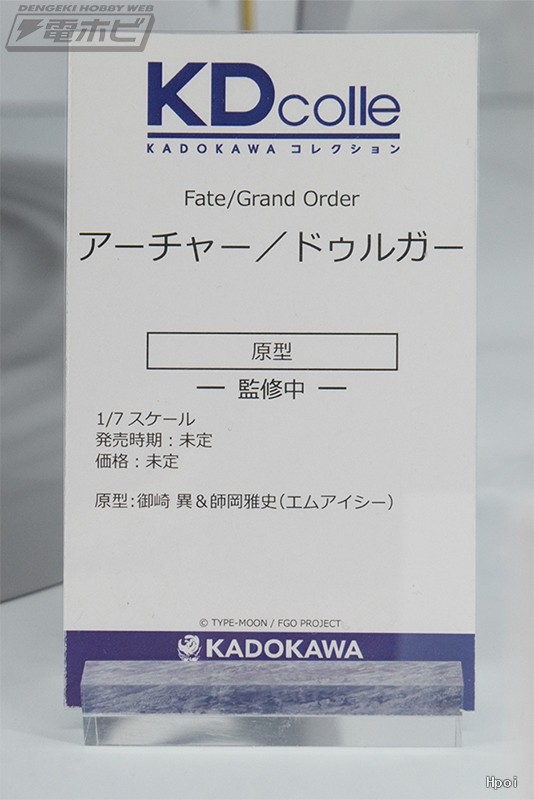 DENGEKI HOBBY WEB
電ホビ
KDcolle
KADOKAWA コレクション
Fate/Grand Order
アーチャー／ドゥルガー
原型
― 監修中 ―
1/7 スケール
発売時期：未定
価格：未定
原型：御崎 異＆師岡雅史（エムアイシー）
© TYPE-MOON / FGO PROJECT
KADOKAWA
Hpoi